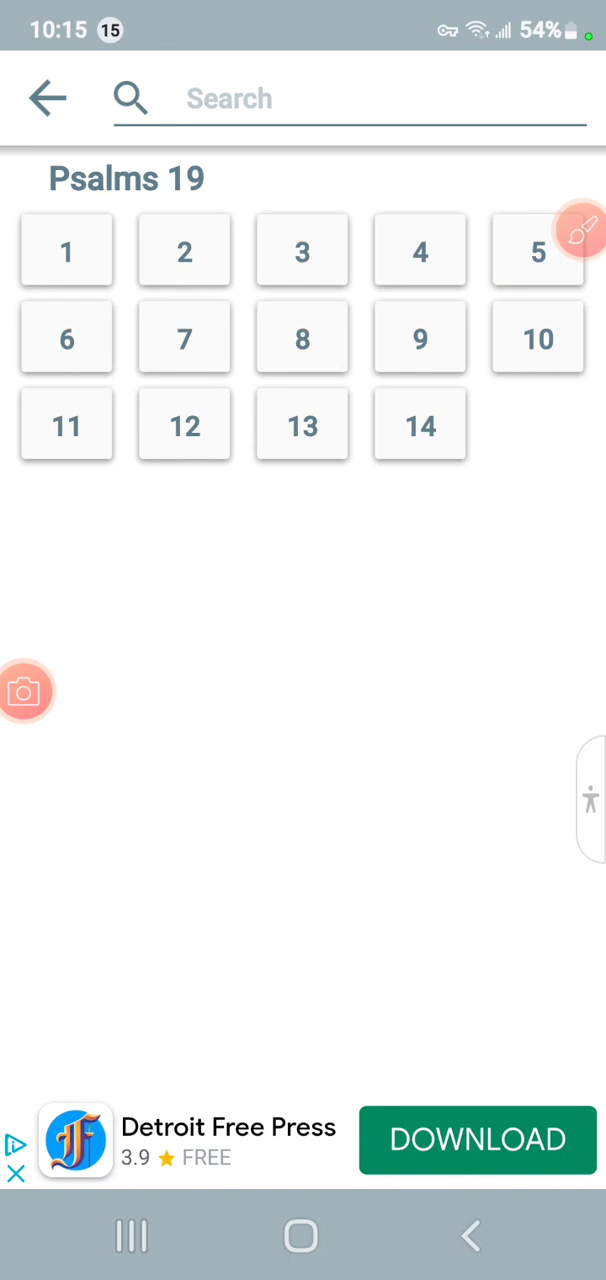 10:15 15 54%
Search
Psalms 19
1 2 3 4 5
6 7 8 9 10
11 12 13 14
Detroit Free Press
3.9 FREE
DOWNLOAD